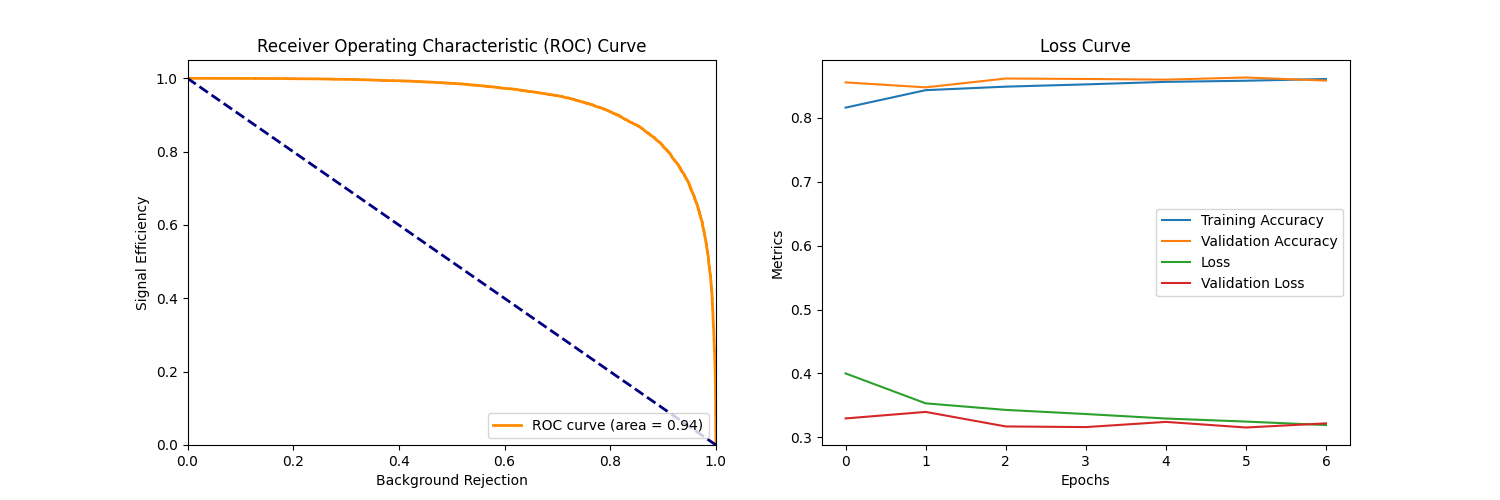 Receiver Operating Characteristic (ROC) Curve
1.0
0.8
0.6
0.4
0.2
0.0
Signal Efficiency
ROC curve (area = 0.94)
0.0 0.2 0.4 0.6 0.8 1.0
Background Rejection
Loss Curve
0.8
0.7
0.6
0.5
0.4
0.3
Metrics
Training Accuracy
Validation Accuracy
Loss
Validation Loss
0 1 2 3 4 5 6
Epochs